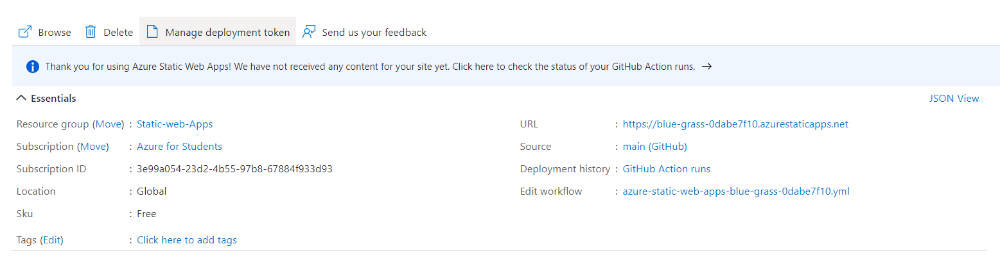 Browse Delete Manage deployment token Send us your feedback
Thank you for using Azure Static Web Apps! We have not received any content for your site yet. Click here to check the status of your GitHub Action runs. →
Essentials JSON View
Resource group (Move) : Static-web-Apps URL : https://blue-grass-0dabe7f10.azurestaticapps.net
Subscription (Move) : Azure for Students Source : main (GitHub)
Subscription ID : 3e99a054-23d2-4b55-97b8-67884f933d93 Deployment history : GitHub Action runs
Location : Global Edit workflow : azure-static-web-apps-blue-grass-0dabe7f10.yml
Sku : Free
Tags (Edit) : Click here to add tags